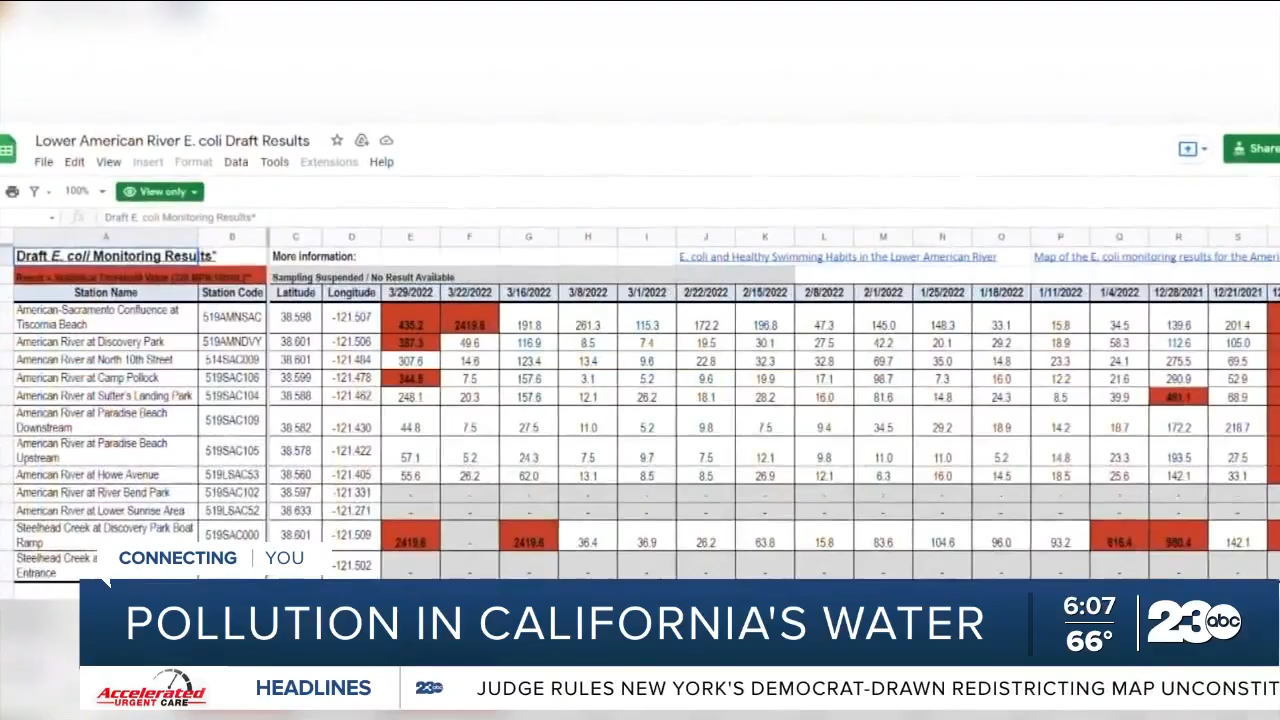 Lower American River E. coli Draft Results
File Edit View Insert Format Data Tools Extensions Help
Share
100% View only
fx Draft E. coli Monitoring Results*
A B C D E F G H I J K L M N O P Q R S
Draft E. coli Monitoring Results* More information: E. coli and Healthy Swimming Habits in the Lower American River Map of the E. coli monitoring results for the Ameri
Sampling Suspended / No Result Available
Station Name Station Code Latitude Longitude 3/29/2022 3/22/2022 3/16/2022 3/8/2022 3/1/2022 2/22/2022 2/15/2022 2/8/2022 2/1/2022 1/25/2022 1/18/2022 1/11/2022 1/4/2022 12/28/2021 12/21/2021
American-Sacramento Confluence at
Tiscornia Beach 519AMNSAC 38.598 -121.507 435.2 2419.6 191.8 261.3 115.3 172.2 196.8 47.3 145.0 148.3 33.1 15.8 34.5 139.6 201.4
American River at Discovery Park 519AMNDVY 38.601 -121.506 387.3 49.6 116.9 8.5 7.4 19.5 30.1 27.5 42.2 20.1 29.2 18.9 58.3 112.6 105.0
American River at North 10th Street 514SAC009 38.601 -121.484 307.6 14.6 123.4 13.4 9.6 22.8 32.3 32.8 69.7 35.0 14.8 23.3 24.1 275.5 69.5
American River at Camp Pollock 519SAC106 38.599 -121.478 344.8 7.5 157.6 3.1 5.2 9.6 19.9 17.1 98.7 7.3 16.0 12.2 21.6 290.9 52.9
American River at Sutter's Landing Park 519SAC104 38.588 -121.462 248.1 20.3 157.6 12.1 26.2 18.1 28.2 16.0 81.6 14.8 24.3 8.5 39.9 461.1 68.9
American River at Paradise Beach
Downstream 519SAC109 38.582 -121.430 44.8 7.5 27.5 11.0 5.2 9.8 7.5 9.4 34.5 29.2 18.9 14.2 18.7 172.2 218.7
American River at Paradise Beach
Upstream 519SAC105 38.578 -121.422 57.1 5.2 24.3 7.5 9.7 7.5 12.1 9.8 11.0 11.0 5.2 14.8 23.3 193.5 27.5
American River at Howe Avenue 519LSAC53 38.560 -121.405 55.6 26.2 62.0 13.1 8.5 8.5 26.9 12.1 6.3 16.0 14.5 18.5 25.6 142.1 33.1
American River at River Bend Park 519SAC102 38.597 -121.331 - - - - - - - - - - - - - - -
American River at Lower Sunrise Area 519LSAC52 38.633 -121.271 - - - - - - - - - - - - - - -
Steelhead Creek at Discovery Park Boat
Ramp 519SAC000 38.601 -121.509 2419.6 - 2419.6 36.4 36.9 26.2 63.8 15.8 83.6 104.6 96.0 93.2 816.4 980.4 142.1
Steelhead Creek a
Entrance -121.502 - - - - - - - - - - - - - - -
CONNECTING | YOU
POLLUTION IN CALIFORNIA'S WATER
6:07
66°
23 abc
Accelerated
URGENT CARE
HEADLINES
23 abc
JUDGE RULES NEW YORK'S DEMOCRAT-DRAWN REDISTRICTING MAP UNCONSTIT